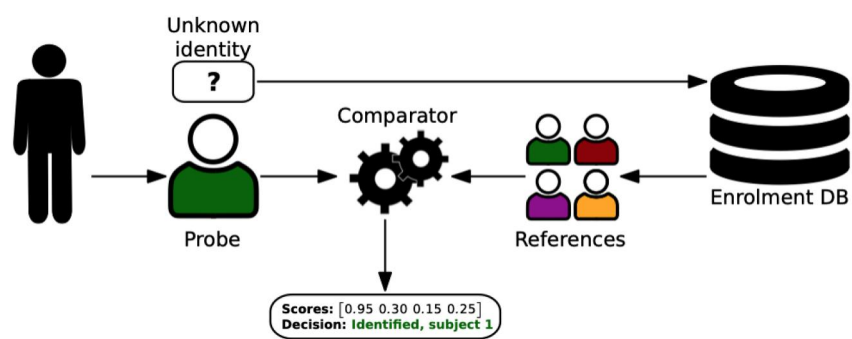 Unknown
identity
?
Comparator
Enrolment DB
Probe
References
Scores: [0.95 0.30 0.15 0.25]
Decision: Identified, subject 1